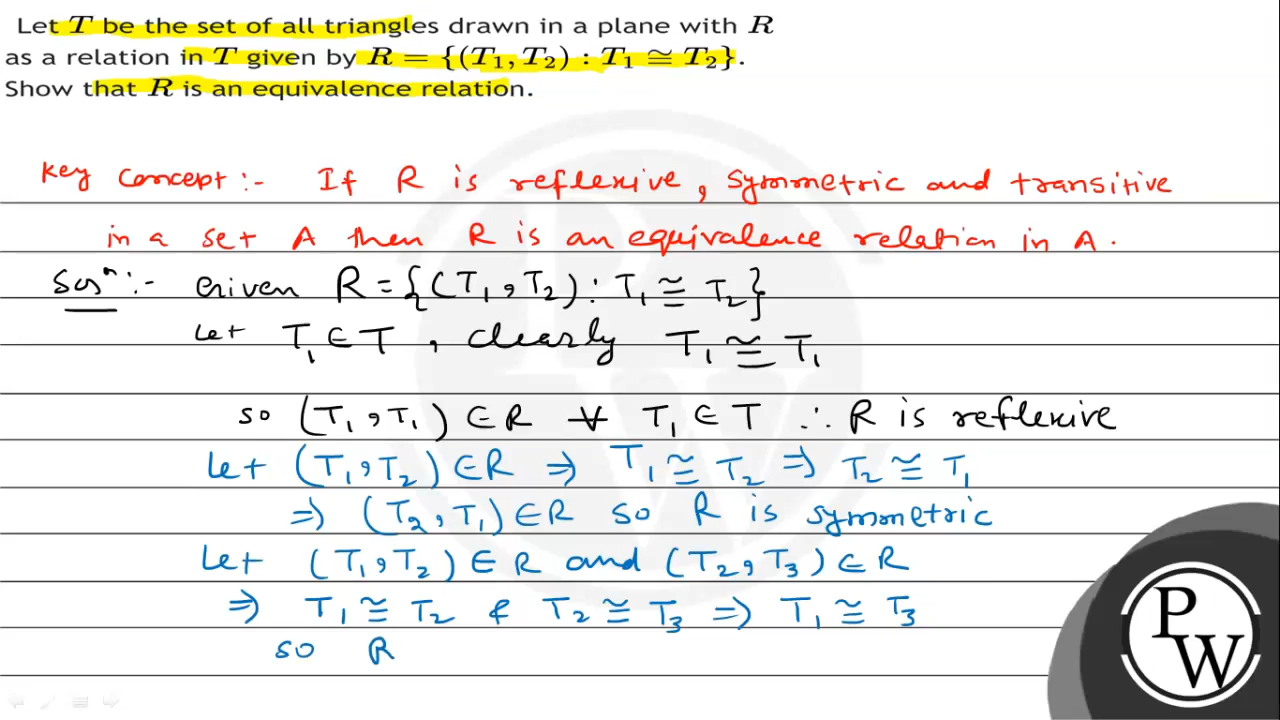 Let T be the set of all triangles drawn in a plane with R
as a relation in T given by R = {(T₁, T₂) : T₁ ≅ T₂}.
Show that R is an equivalence relation.
Key Concept :- If R is reflexive, symmetric and transitive
in a set A then R is an equivalence relation in A.
Solⁿ :- Given R = {(T₁, T₂) : T₁ ≅ T₂}
Let T₁ ∈ T, clearly T₁ ≅ T₁
so (T₁, T₁) ∈ R ∀ T₁ ∈ T ∴ R is reflexive
Let (T₁, T₂) ∈ R ⇒ T₁ ≅ T₂ ⇒ T₂ ≅ T₁
⇒ (T₂, T₁) ∈ R so R is symmetric
Let (T₁, T₂) ∈ R and (T₂, T₃) ∈ R
⇒ T₁ ≅ T₂ & T₂ ≅ T₃ ⇒ T₁ ≅ T₃
so R
PW